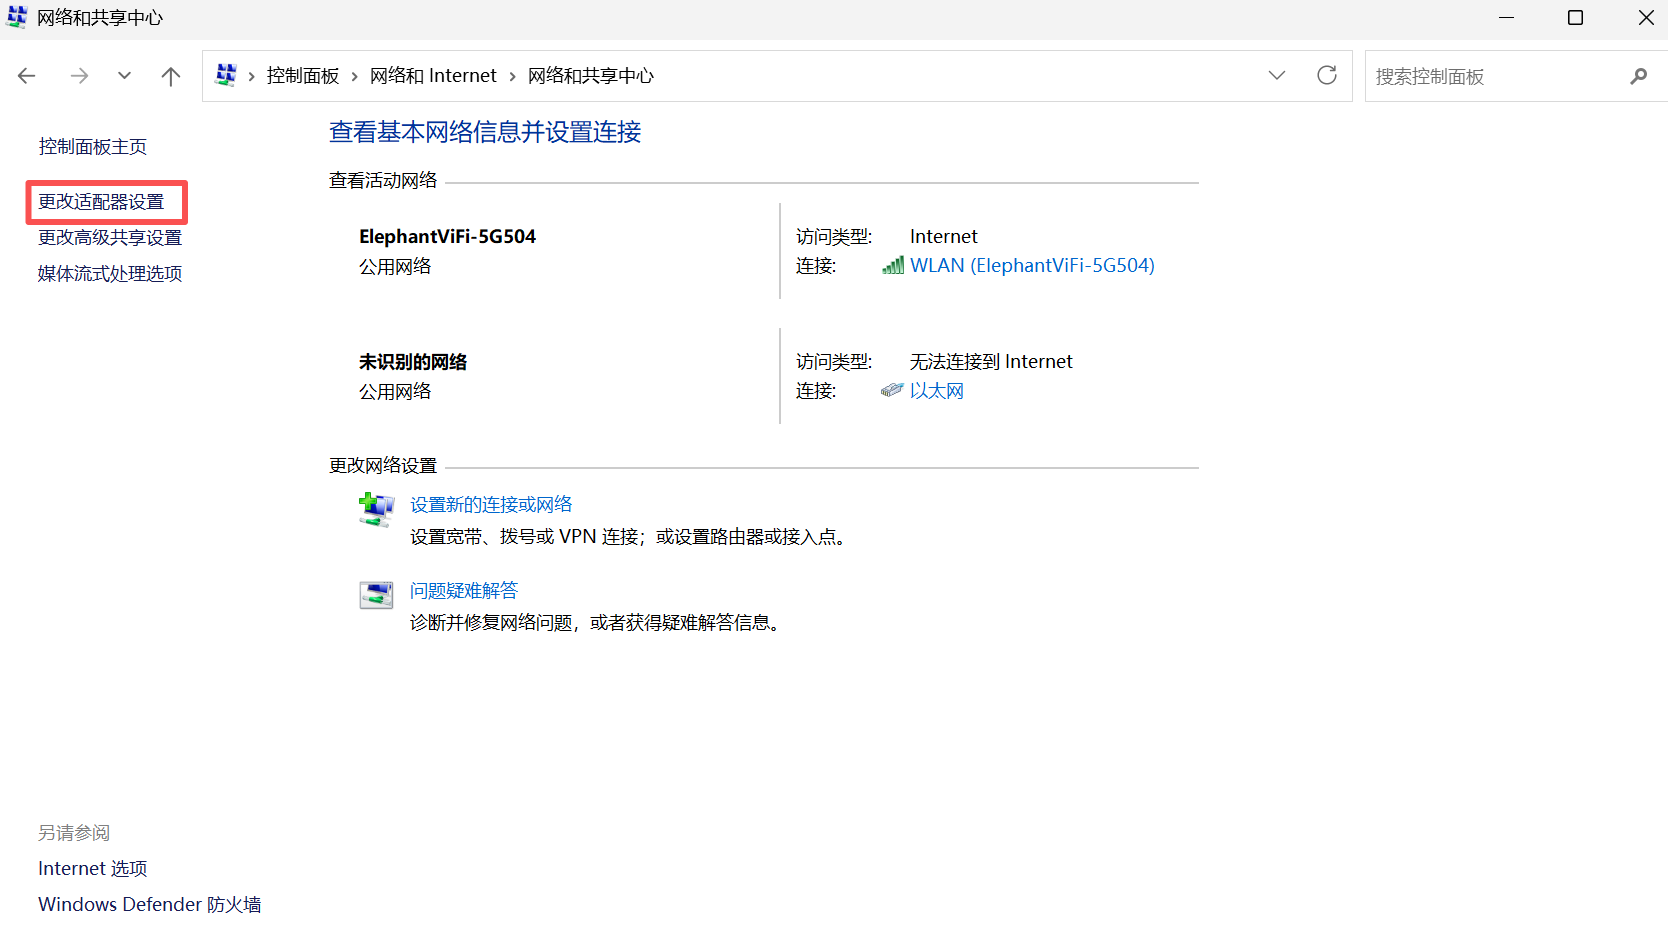 网络和共享中心
控制面板 › 网络和 Internet › 网络和共享中心
搜索控制面板
控制面板主页
更改适配器设置
更改高级共享设置
媒体流式处理选项
查看基本网络信息并设置连接
查看活动网络
ElephantViFi-5G504
公用网络
访问类型: Internet
连接: WLAN (ElephantViFi-5G504)
未识别的网络
公用网络
访问类型: 无法连接到 Internet
连接: 以太网
更改网络设置
设置新的连接或网络
设置宽带、拨号或 VPN 连接；或设置路由器或接入点。
问题疑难解答
诊断并修复网络问题，或者获得疑难解答信息。
另请参阅
Internet 选项
Windows Defender 防火墙